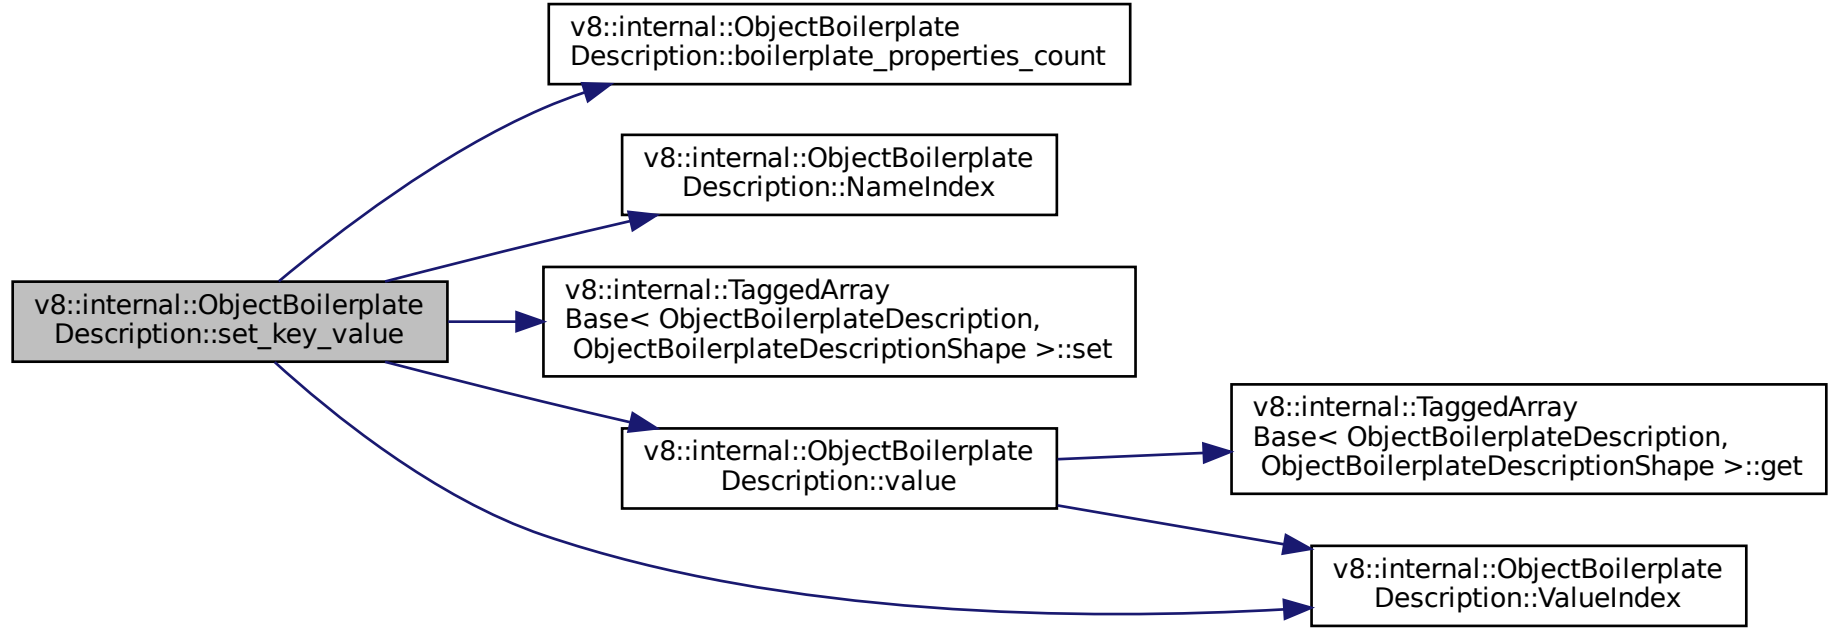 v8::internal::ObjectBoilerplate
Description::boilerplate_properties_count
v8::internal::ObjectBoilerplate
Description::NameIndex
v8::internal::ObjectBoilerplate
Description::set_key_value
v8::internal::TaggedArray
Base< ObjectBoilerplateDescription,
ObjectBoilerplateDescriptionShape >::set
v8::internal::ObjectBoilerplate
Description::value
v8::internal::TaggedArray
Base< ObjectBoilerplateDescription,
ObjectBoilerplateDescriptionShape >::get
v8::internal::ObjectBoilerplate
Description::ValueIndex